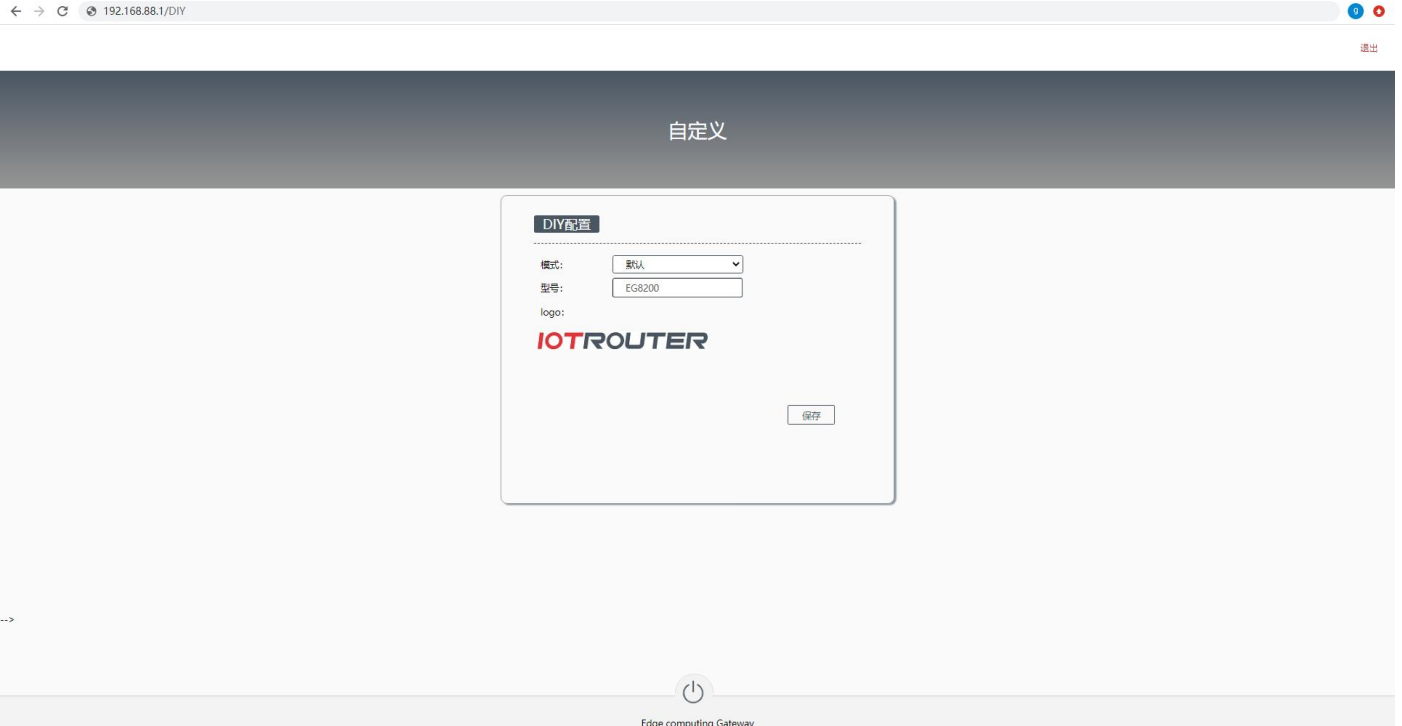 192.168.88.1/DIY
g
退出
自定义
DIY配置
模式:
默认
型号:
EG8200
logo:
IOTROUTER
保存
-->
Edge computing Gateway